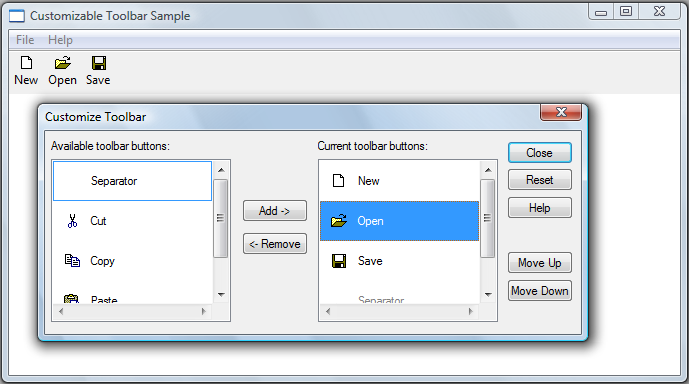 Customizable Toolbar Sample
File Help
New Open Save
Customize Toolbar
Available toolbar buttons:
Separator
Cut
Copy
Paste
Add ->
<- Remove
Current toolbar buttons:
New
Open
Save
Separator
Close
Reset
Help
Move Up
Move Down